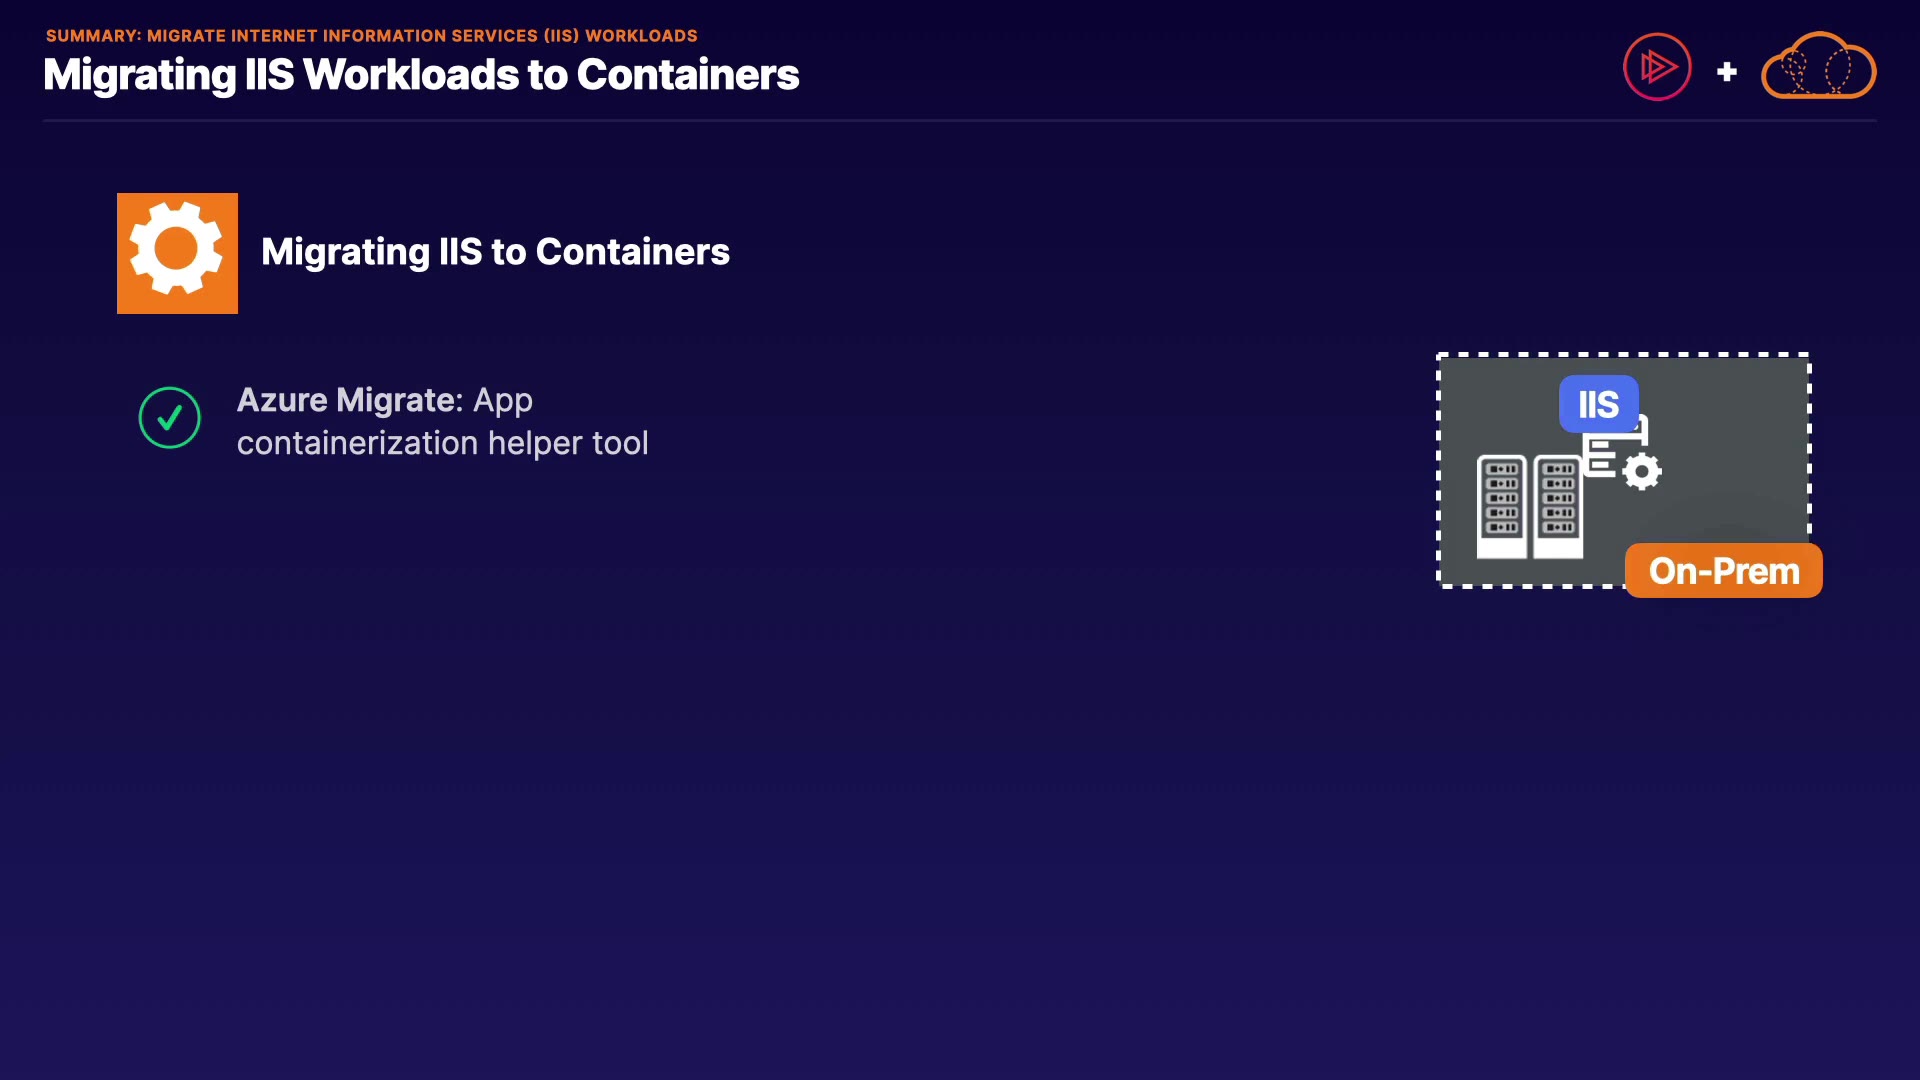 SUMMARY: MIGRATE INTERNET INFORMATION SERVICES (IIS) WORKLOADS
Migrating IIS Workloads to Containers
Migrating IIS to Containers
Azure Migrate: App
containerization helper tool
IIS
On-Prem